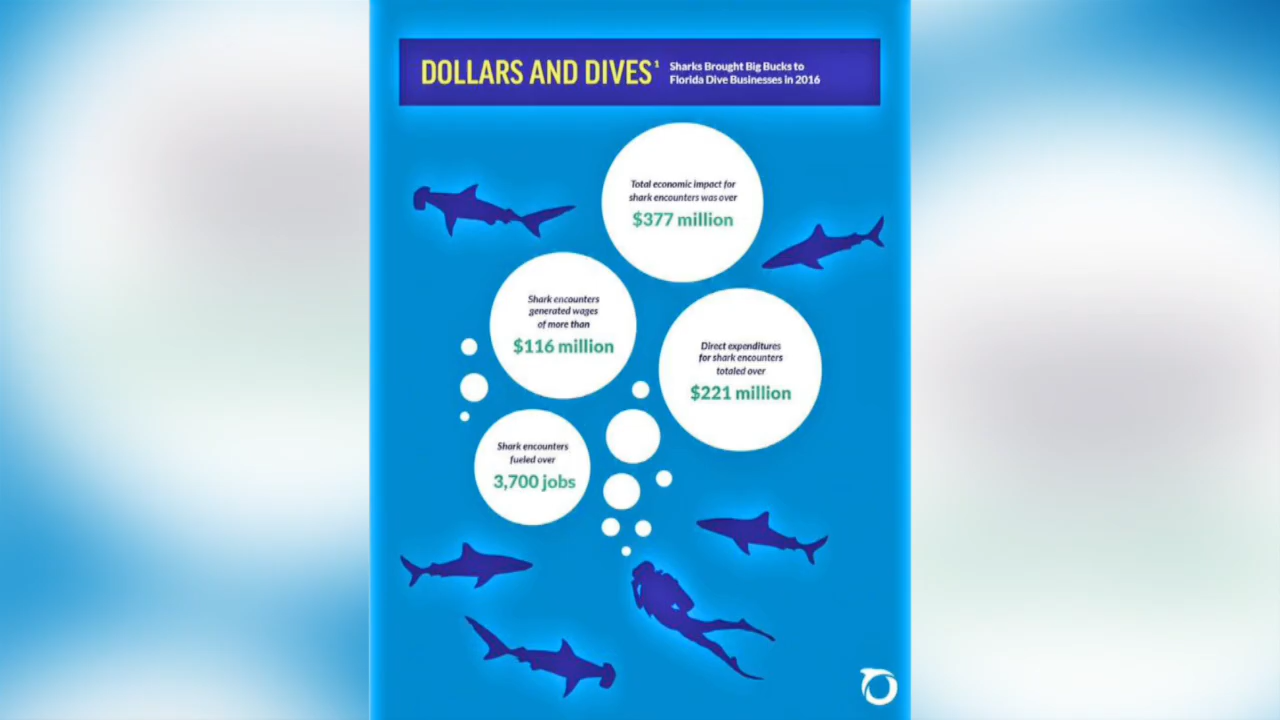 DOLLARS AND DIVES¹
Sharks Brought Big Bucks to
Florida Dive Businesses in 2016
Total economic impact for
shark encounters was over
$377 million
Shark encounters
generated wages
of more than
$116 million
Direct expenditures
for shark encounters
totaled over
$221 million
Shark encounters
fueled over
3,700 jobs